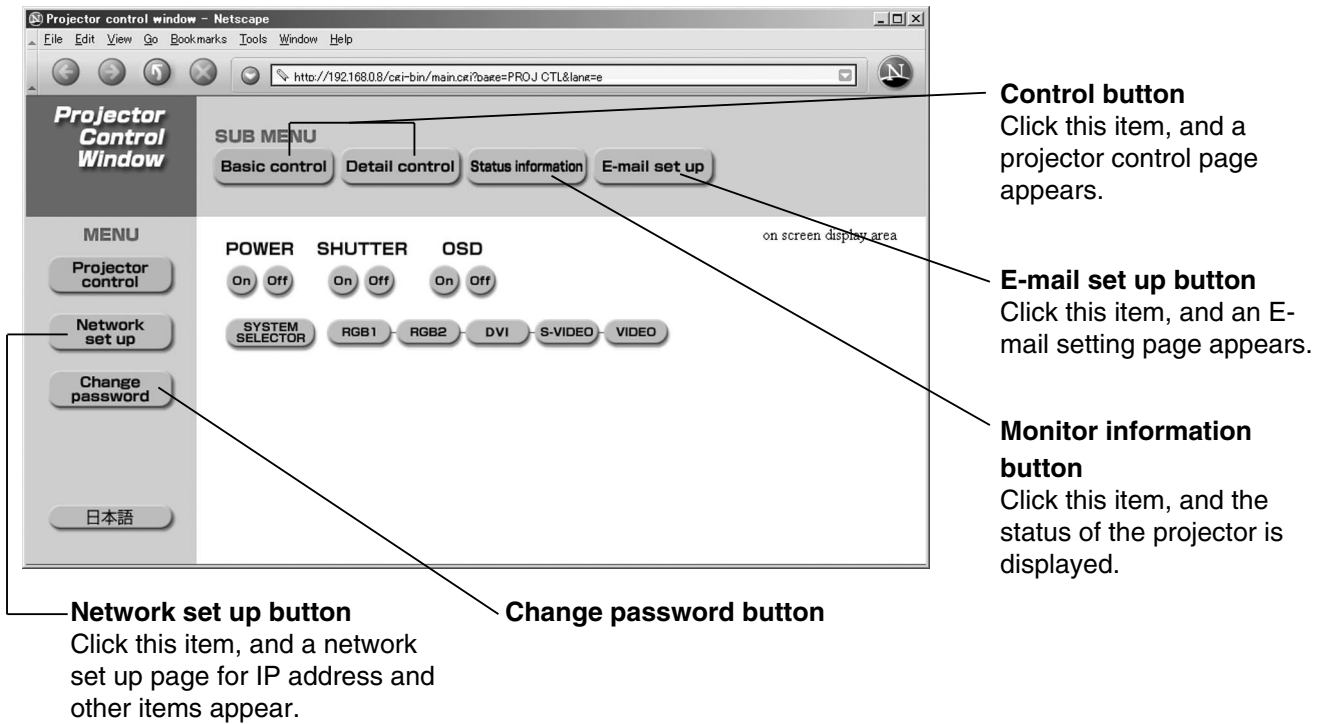 Projector control window - Netscape
File Edit View Go Bookmarks Tools Window Help
http://192.168.0.8/cgi-bin/main.cgi?page=PROJ CTL&lang=e
N
Projector
Control
Window
SUB MENU
Basic control Detail control Status information E-mail set up
MENU
Projector
control
Network
set up
Change
password
日本語
on screen display area
POWER SHUTTER OSD
On Off On Off On Off
SYSTEM
SELECTOR
RGB1 RGB2 DVI S-VIDEO VIDEO
Control button
Click this item, and a
projector control page
appears.
E-mail set up button
Click this item, and an E-
mail setting page appears.
Monitor information
button
Click this item, and the
status of the projector is
displayed.
Network set up button
Click this item, and a network
set up page for IP address and
other items appear.
Change password button